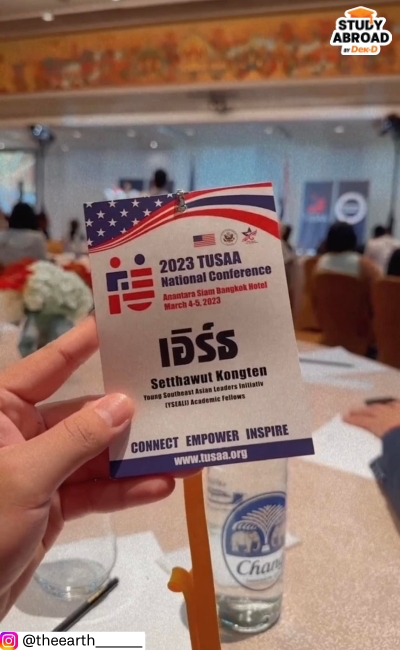 STUDY
ABROAD
BY Dek-D
2023 TUSAA
National Conference
Anantara Siam Bangkok Hotel
March 4-5, 2023
เอิร์ธ
Setthawut Kongten
Young Southeast Asian Leaders Initiativ
(YSEALI) Academic Fellows
CONNECT EMPOWER INSPIRE
www.tusaa.org
Chang
@theearth______